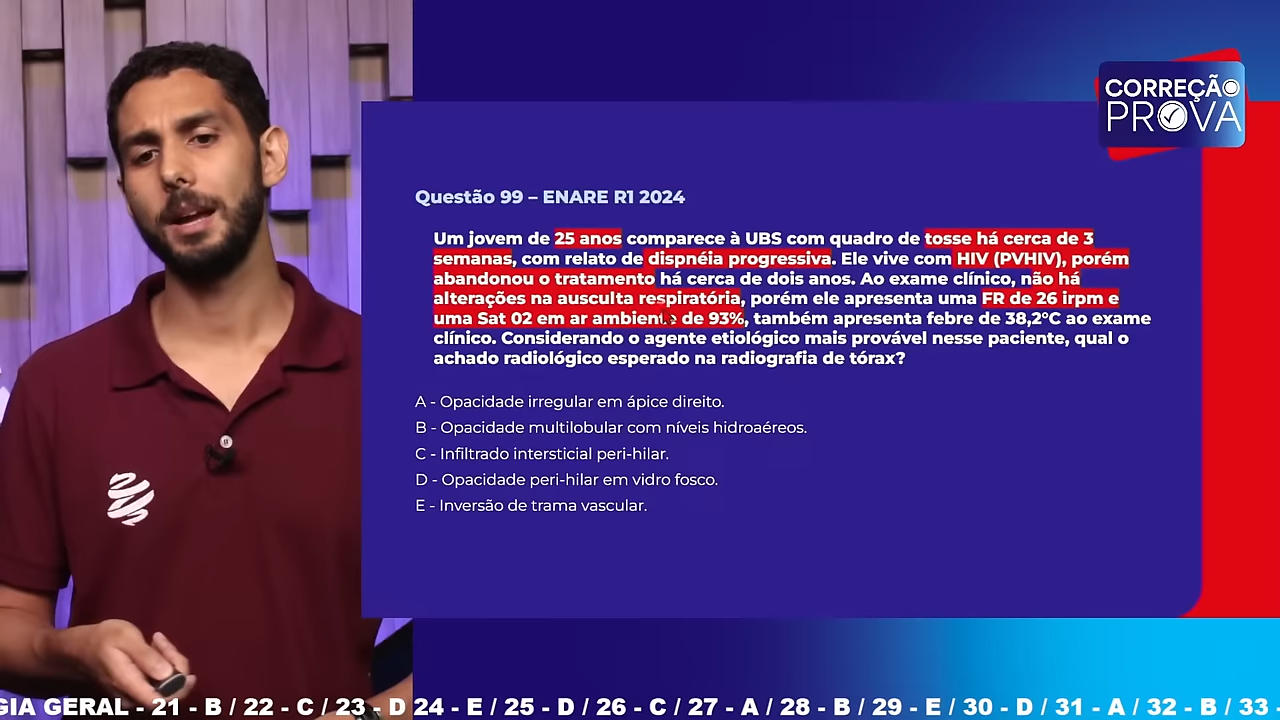 CORREÇÃO
PROVA
Questão 99 – ENARE R1 2024
Um jovem de 25 anos comparece à UBS com quadro de tosse há cerca de 3
semanas, com relato de dispnéia progressiva. Ele vive com HIV (PVHIV), porém
abandonou o tratamento há cerca de dois anos. Ao exame clínico, não há
alterações na ausculta respiratória, porém ele apresenta uma FR de 26 irpm e
uma Sat 02 em ar ambiente de 93%, também apresenta febre de 38,2°C ao exame
clínico. Considerando o agente etiológico mais provável nesse paciente, qual o
achado radiológico esperado na radiografia de tórax?
A - Opacidade irregular em ápice direito.
B - Opacidade multilobular com níveis hidroaéreos.
C - Infiltrado intersticial peri-hilar.
D - Opacidade peri-hilar em vidro fosco.
E - Inversão de trama vascular.
GIA GERAL - 21 - B / 22 - C / 23 - D 24 - E / 25 - D / 26 - C / 27 - A / 28 - B / 29 - E / 30 - D / 31 - A / 32 - B / 33 -